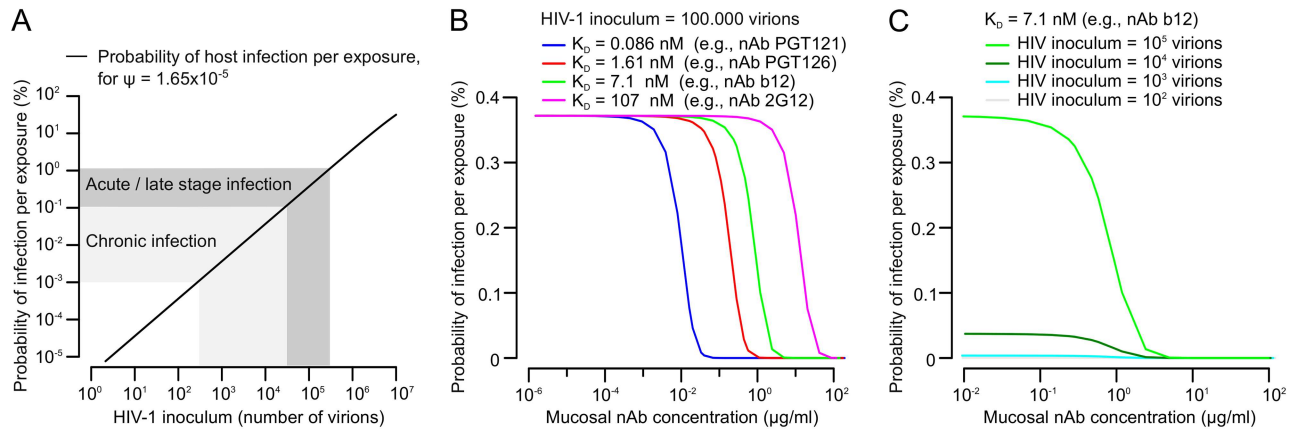 A
Probability of host infection per exposure,
for ψ = 1.65x10⁻⁵
Probability of infection per exposure (%)
10²
10¹
10⁰
10⁻¹
10⁻²
10⁻³
10⁻⁴
10⁻⁵
Acute / late stage infection
Chronic infection
10⁰ 10¹ 10² 10³ 10⁴ 10⁵ 10⁶ 10⁷
HIV-1 inoculum (number of virions)
B
HIV-1 inoculum = 100.000 virions
K_D = 0.086 nM (e.g., nAb PGT121)
K_D = 1.61 nM (e.g., nAb PGT126)
K_D = 7.1 nM (e.g., nAb b12)
K_D = 107 nM (e.g., nAb 2G12)
Probability of infection per exposure (%)
0.4
0.3
0.2
0.1
0
10⁻⁶ 10⁻⁴ 10⁻² 10⁰ 10²
Mucosal nAb concentration (µg/ml)
C
K_D = 7.1 nM (e.g., nAb b12)
HIV inoculum = 10⁵ virions
HIV inoculum = 10⁴ virions
HIV inoculum = 10³ virions
HIV inoculum = 10² virions
Probability of infection per exposure (%)
0.4
0.3
0.2
0.1
0
10⁻² 10⁻¹ 10⁰ 10¹ 10²
Mucosal nAb concentration (µg/ml)